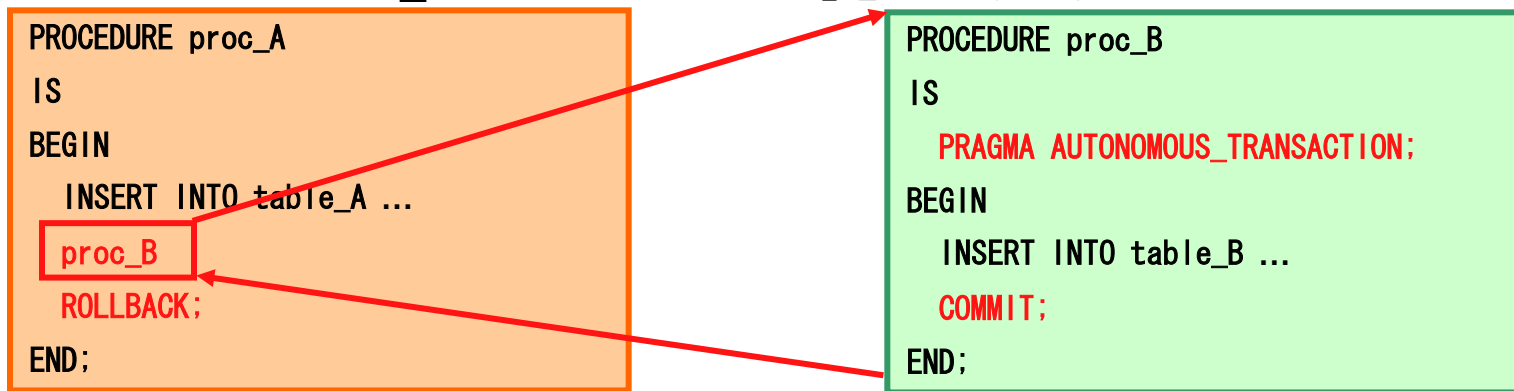 PROCEDURE proc_A
IS
BEGIN
INSERT INTO table_A ...
proc_B
ROLLBACK;
END;
PROCEDURE proc_B
IS
PRAGMA AUTONOMOUS_TRANSACTION;
BEGIN
INSERT INTO table_B ...
COMMIT;
END;